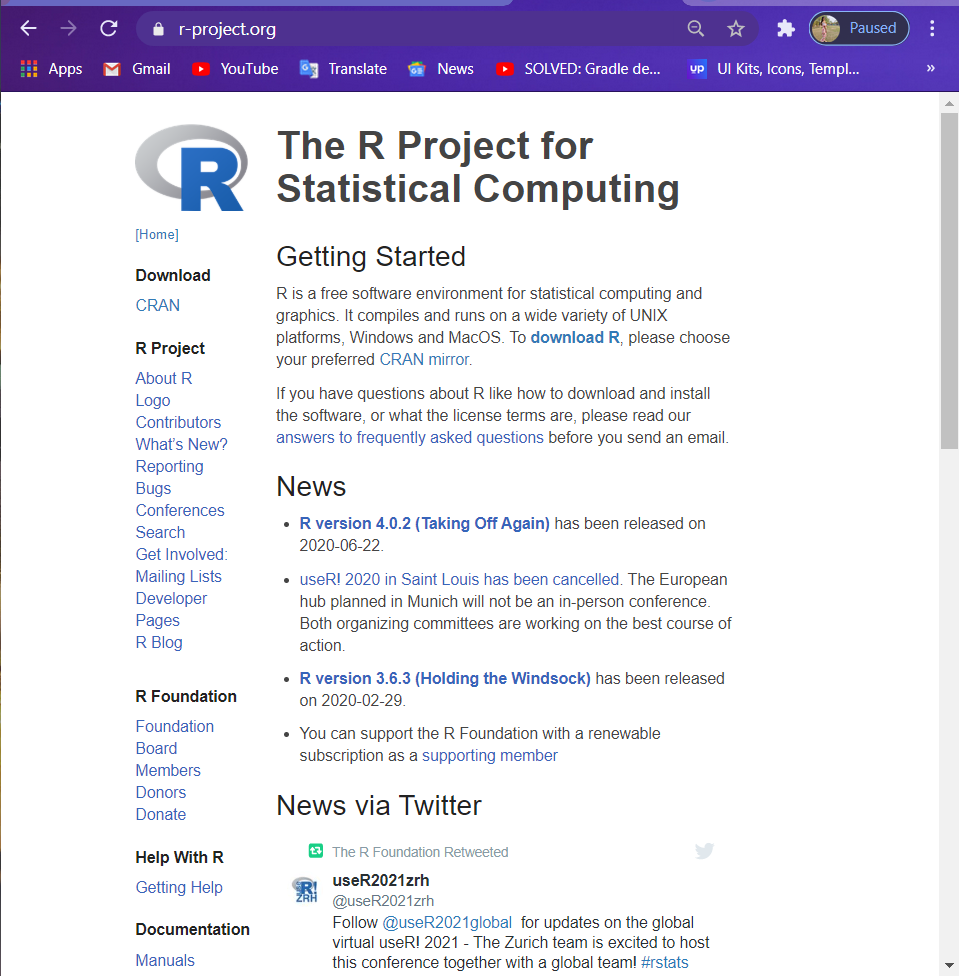 r-project.org
Paused
Apps
Gmail
YouTube
Translate
News
SOLVED: Gradle de...
up
UI Kits, Icons, Templ...
»
R
[Home]
Download
CRAN
R Project
About R
Logo
Contributors
What's New?
Reporting
Bugs
Conferences
Search
Get Involved:
Mailing Lists
Developer
Pages
R Blog
R Foundation
Foundation
Board
Members
Donors
Donate
Help With R
Getting Help
Documentation
Manuals
The R Project for
Statistical Computing
Getting Started
R is a free software environment for statistical computing and
graphics. It compiles and runs on a wide variety of UNIX
platforms, Windows and MacOS. To download R, please choose
your preferred CRAN mirror.
If you have questions about R like how to download and install
the software, or what the license terms are, please read our
answers to frequently asked questions before you send an email.
News
• R version 4.0.2 (Taking Off Again) has been released on
2020-06-22.
• useR! 2020 in Saint Louis has been cancelled. The European
hub planned in Munich will not be an in-person conference.
Both organizing committees are working on the best course of
action.
• R version 3.6.3 (Holding the Windsock) has been released
on 2020-02-29.
• You can support the R Foundation with a renewable
subscription as a supporting member
News via Twitter
The R Foundation Retweeted
R!
ZRH
useR2021zrh
@useR2021zrh
Follow @useR2021global for updates on the global
virtual useR! 2021 - The Zurich team is excited to host
this conference together with a global team! #rstats